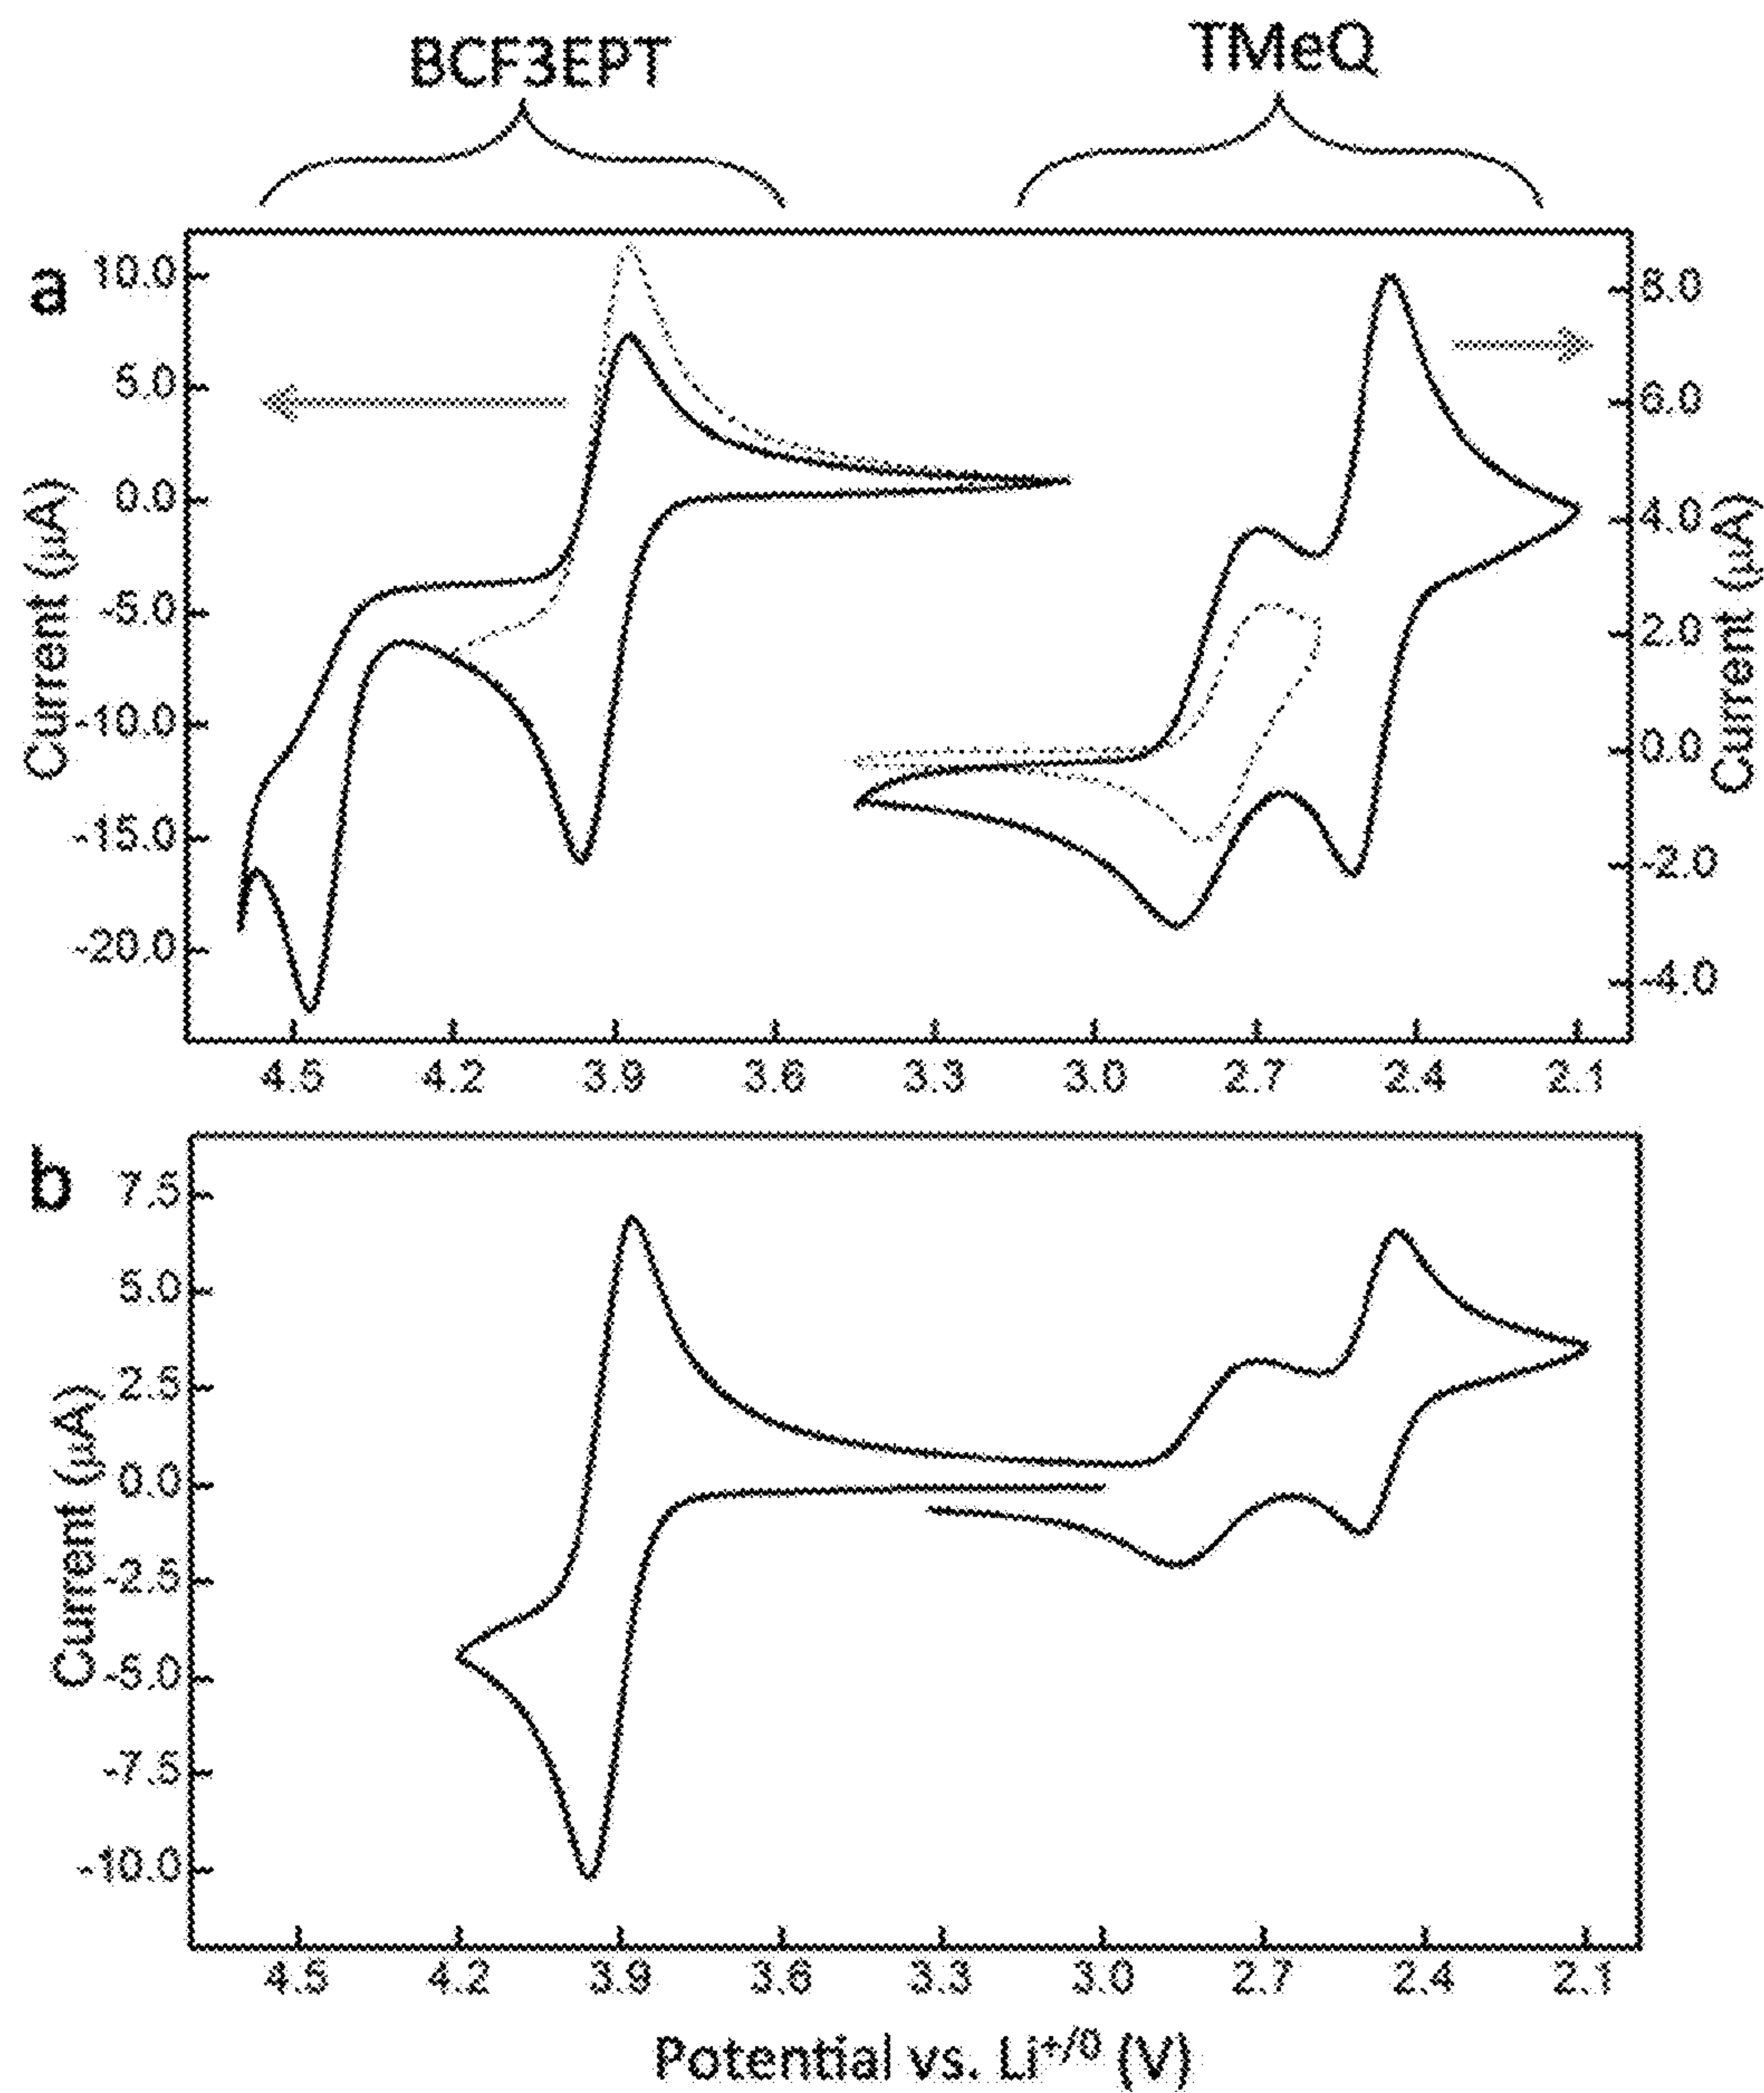 BCF3EPT TMeQ
a
10.0
5.0
0.0
-5.0
-10.0
-15.0
-20.0
Current (µA)
8.0
6.0
4.0
2.0
0.0
-2.0
-4.0
Current (µA)
4.5 4.2 3.9 3.6 3.3 3.0 2.7 2.4 2.1
b
7.5
5.0
2.5
0.0
-2.5
-5.0
-7.5
-10.0
Current (µA)
4.5 4.2 3.9 3.6 3.3 3.0 2.7 2.4 2.1
Potential vs. Li+/0 (V)